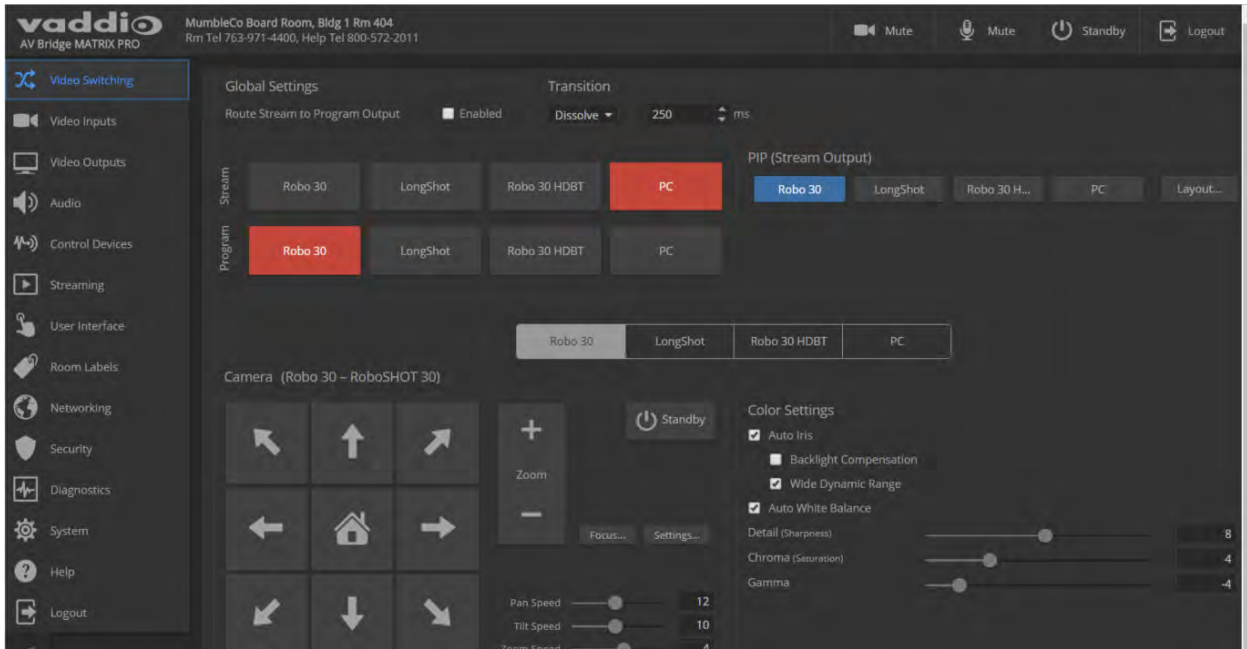 vaddio
AV Bridge MATRIX PRO
MumbleCo Board Room, Bldg 1 Rm 404
Rm Tel 763-971-4400, Help Tel 800-572-2011
Mute
Mute
Standby
Logout
Video Switching
Video Inputs
Video Outputs
Audio
Control Devices
Streaming
User Interface
Room Labels
Networking
Security
Diagnostics
System
Help
Logout
Global Settings
Route Stream to Program Output
Enabled
Transition
Dissolve
250
ms
Stream
Robo 30
LongShot
Robo 30 HDBT
PC
Program
Robo 30
LongShot
Robo 30 HDBT
PC
PIP (Stream Output)
Robo 30
LongShot
Robo 30 H...
PC
Layout...
Robo 30
LongShot
Robo 30 HDBT
PC
Camera (Robo 30 – RoboSHOT 30)
+
Zoom
−
Standby
Focus...
Settings...
Pan Speed
12
Tilt Speed
10
Zoom Speed
4
Color Settings
Auto Iris
Backlight Compensation
Wide Dynamic Range
Auto White Balance
Detail (Sharpness)
8
Chroma (Saturation)
4
Gamma
-4